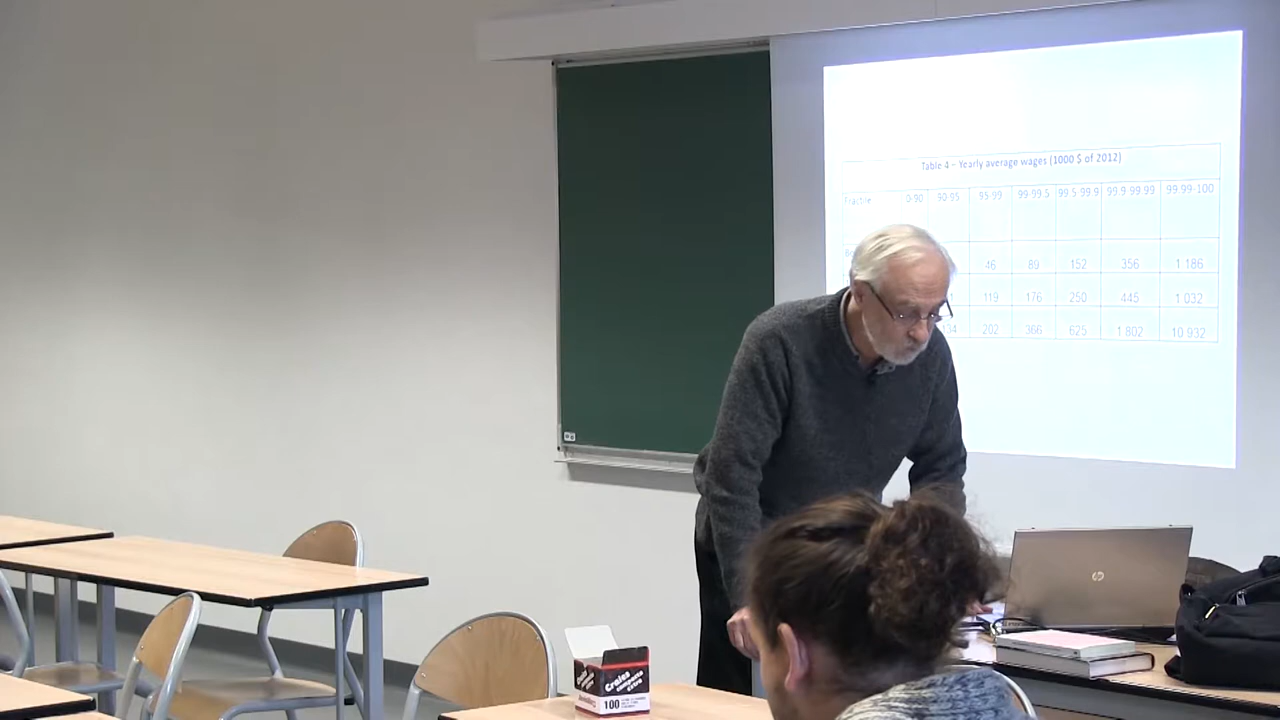 Table 4 – Yearly average wages (1000 $ of 2012)
Fractile 0-90 90-95 95-99 99-99.5 99.5-99.9 99.9-99.99 99.99-100
46 89 152 356 1 186
119 176 250 445 1 032
134 202 366 625 1 802 10 932
hp
Craies
100